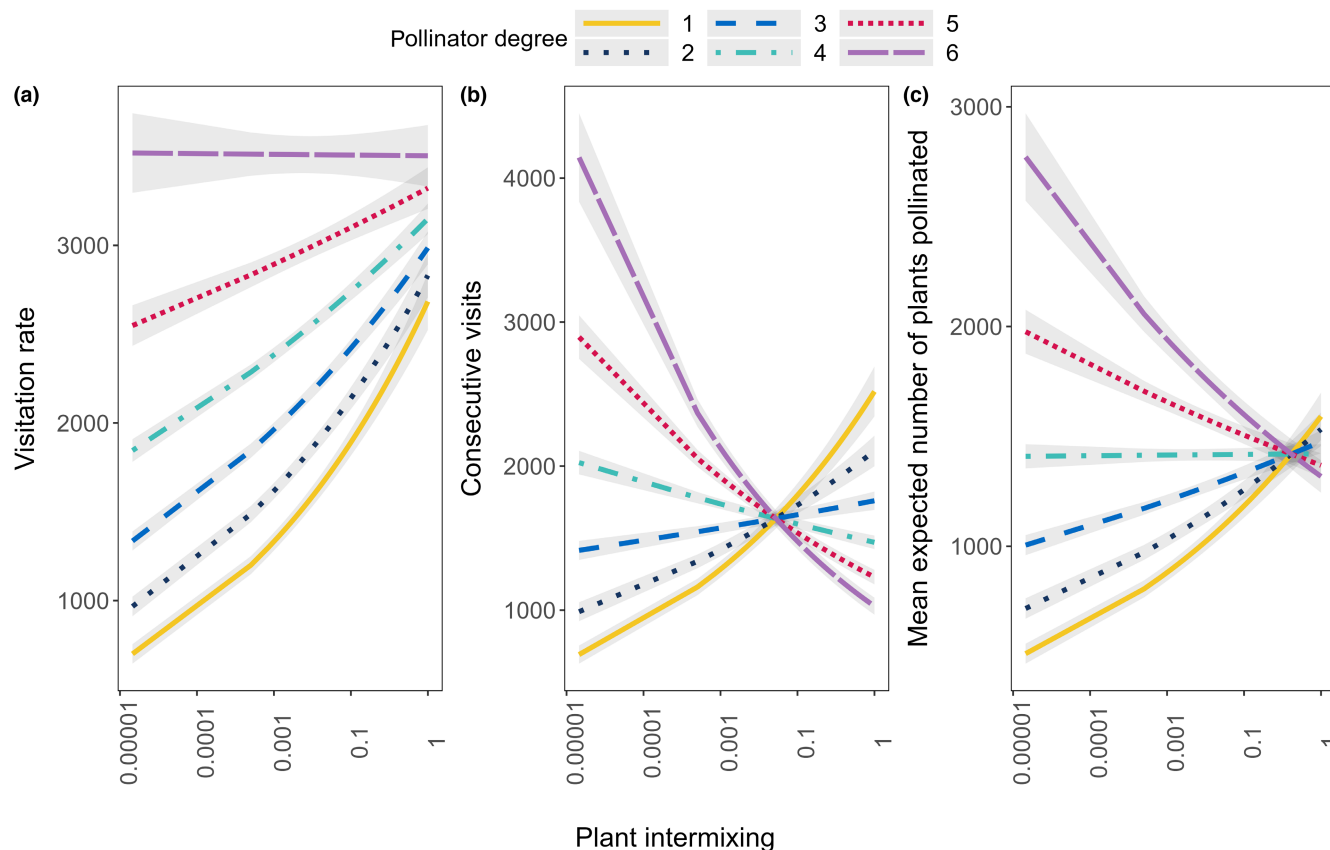 Pollinator degree
1 3 5
2 4 6
(a) (b) (c)
Visitation rate
3000
2000
1000
0.00001 0.0001 0.001 0.1 1
Consecutive visits
4000
3000
2000
1000
0.00001 0.0001 0.001 0.1 1
Mean expected number of plants pollinated
3000
2000
1000
0.00001 0.0001 0.001 0.1 1
Plant intermixing